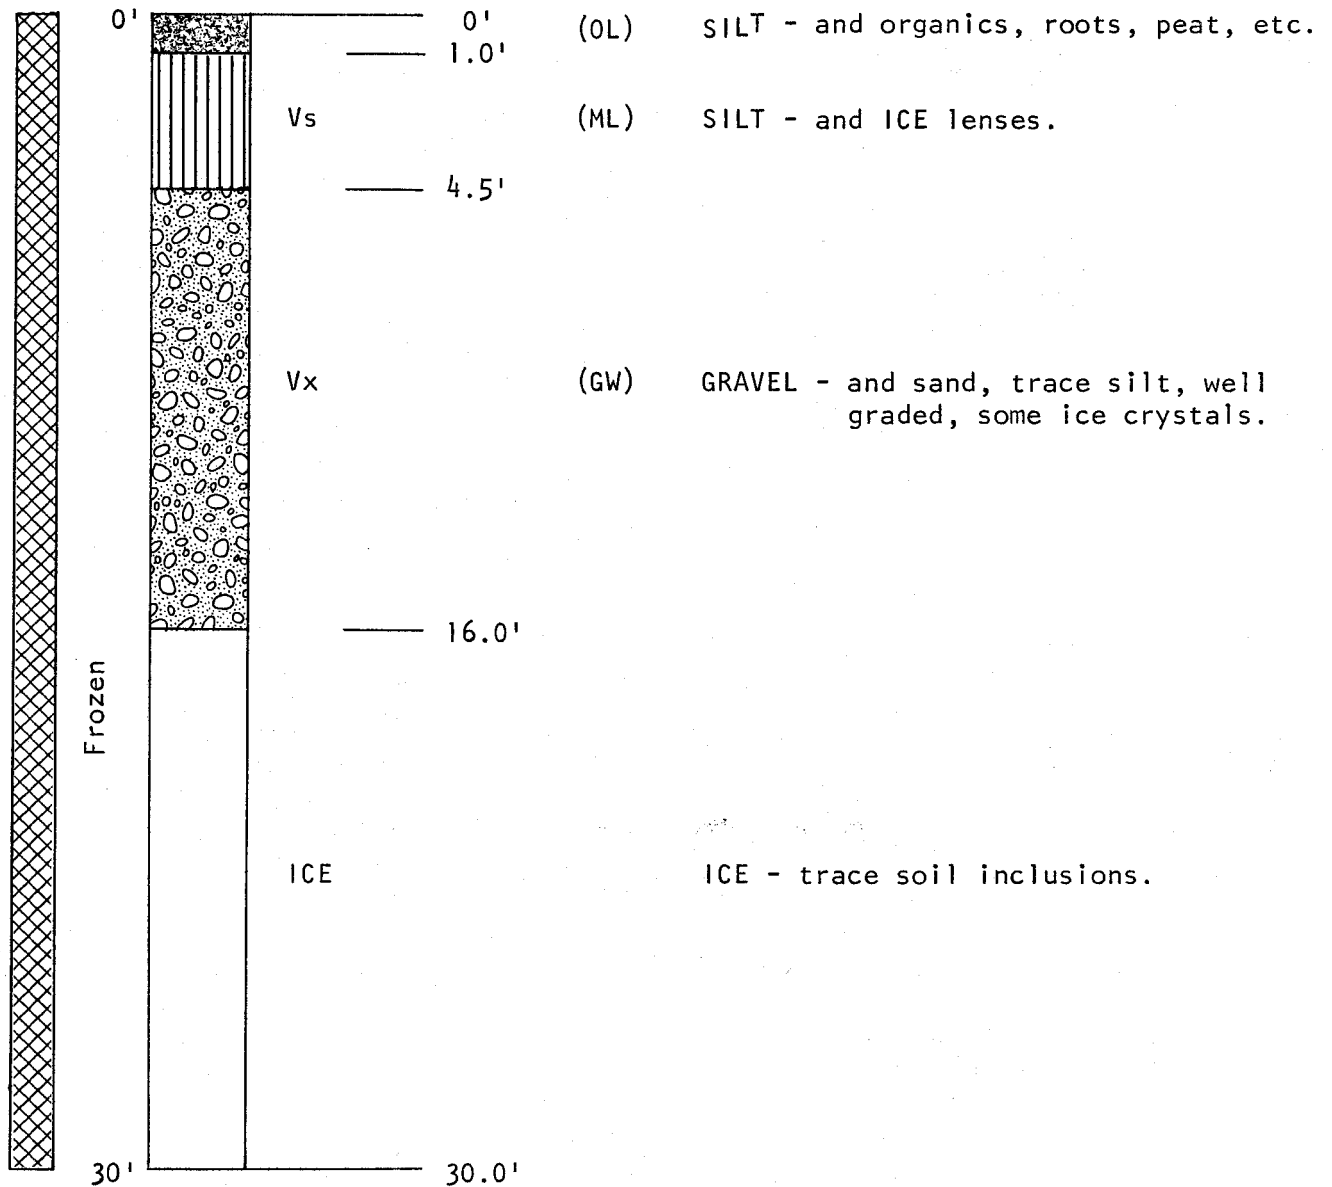 0' 0' (OL) SILT - and organics, roots, peat, etc.
1.0'
Vs (ML) SILT - and ICE lenses.
4.5'
Vx (GW) GRAVEL - and sand, trace silt, well
graded, some ice crystals.
16.0'
Frozen
ICE ICE - trace soil inclusions.
30' 30.0'